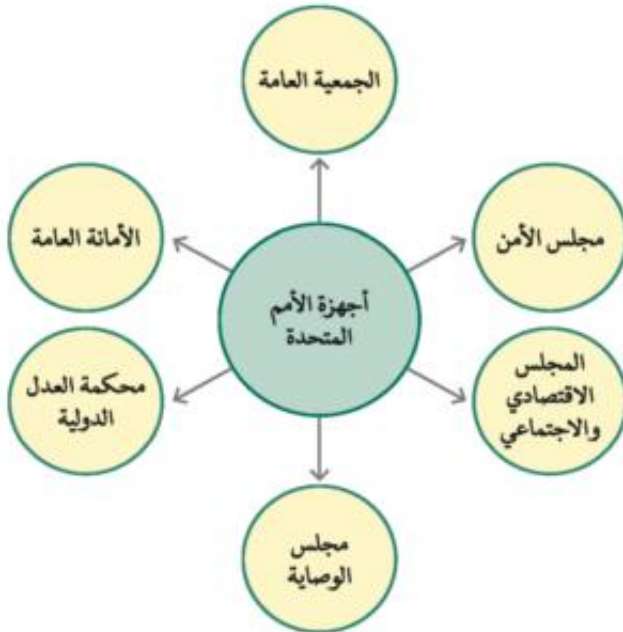 الجمعية العامة
مجلس الأمن
الأمانة العامة
أجهزة الأمم
المتحدة
المجلس
الاقتصادي
والاجتماعي
محكمة العدل
الدولية
مجلس
الوصاية